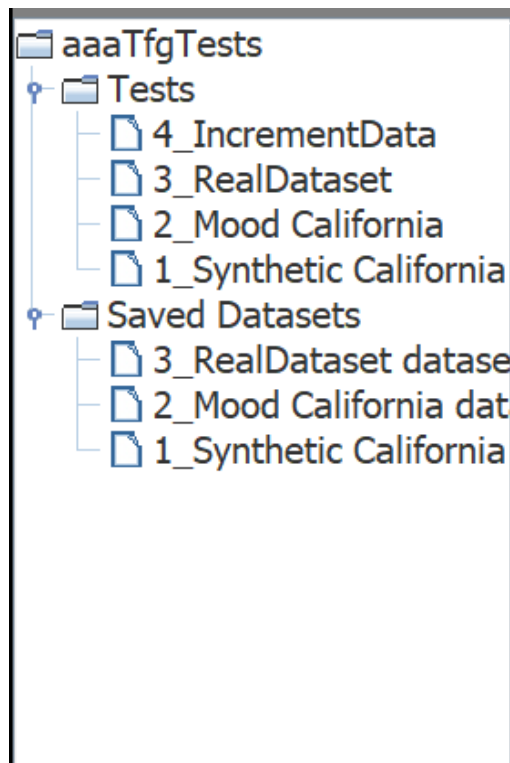 aaaTfgTests
Tests
4_IncrementData
3_RealDataset
2_Mood California
1_Synthetic California
Saved Datasets
3_RealDataset datase
2_Mood California dat
1_Synthetic California